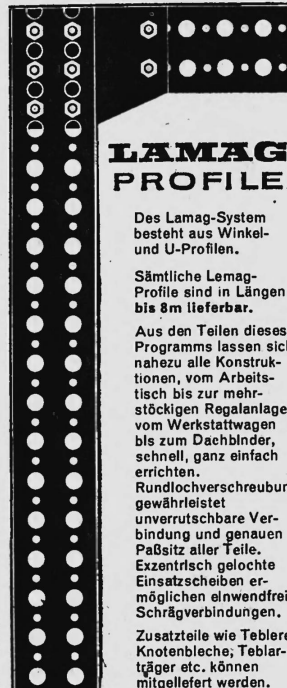 LAMAG
PROFILE
Des Lamag-System
besteht aus Winkel-
und U-Profilen.
Sämtliche Lemag-
Profile sind in Längen
bis 8m lieferbar.
Aus den Teilen dieses
Programms lassen sich
nahezu alle Konstruk-
tionen, vom Arbeits-
tisch bis zur mehr-
stöckigen Regalanlage
vom Werkstattwagen
bis zum Dachbinder,
schnell, ganz einfach
errichten.
Rundlochverschreubun
gewährleistet
unverrutschbare Ver-
bindung und genauen
Paßsitz aller Teile.
Exzentrisch gelochte
Einsatzscheiben er-
möglichen einwendfrei
Schrägverbindungen.
Zusatzteile wie Teblere
Knotenbleche, Teblar-
träger etc. können
mitgeliefert werden.